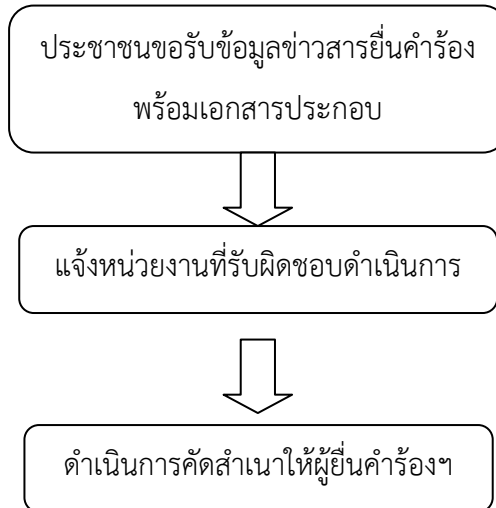 ประชาชนขอรับข้อมูลข่าวสารยื่นคำร้อง
พร้อมเอกสารประกอบ
แจ้งหน่วยงานที่รับผิดชอบดำเนินการ
ดำเนินการคัดสำเนาให้ผู้ยื่นคำร้องฯ